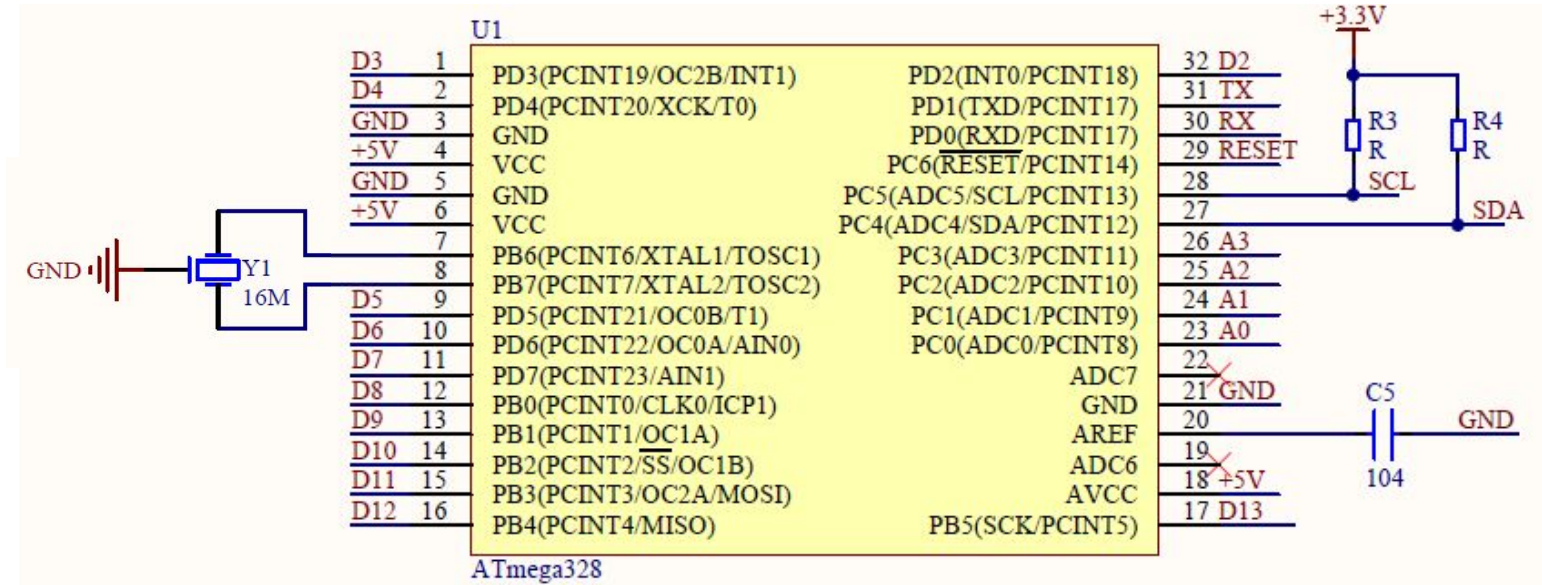 +3.3V
U1
D3 1 PD3(PCINT19/OC2B/INT1) PD2(INT0/PCINT18) 32 D2
D4 2 PD4(PCINT20/XCK/T0) PD1(TXD/PCINT17) 31 TX
GND 3 GND PD0(RXD/PCINT17) 30 RX R3 R4
+5V 4 VCC PC6(RESET/PCINT14) 29 RESET R R
GND 5 GND PC5(ADC5/SCL/PCINT13) 28 SCL
+5V 6 VCC PC4(ADC4/SDA/PCINT12) 27 SDA
7 PB6(PCINT6/XTAL1/TOSC1) PC3(ADC3/PCINT11) 26 A3
GND Y1 8 PB7(PCINT7/XTAL2/TOSC2) PC2(ADC2/PCINT10) 25 A2
16M
D5 9 PD5(PCINT21/OC0B/T1) PC1(ADC1/PCINT9) 24 A1
D6 10 PD6(PCINT22/OC0A/AIN0) PC0(ADC0/PCINT8) 23 A0
D7 11 PD7(PCINT23/AIN1) ADC7 22
D8 12 PB0(PCINT0/CLK0/ICP1) GND 21 GND C5
D9 13 PB1(PCINT1/OC1A) AREF 20 GND
D10 14 PB2(PCINT2/SS/OC1B) ADC6 19
D11 15 PB3(PCINT3/OC2A/MOSI) AVCC 18 +5V 104
D12 16 PB4(PCINT4/MISO) PB5(SCK/PCINT5) 17 D13
ATmega328